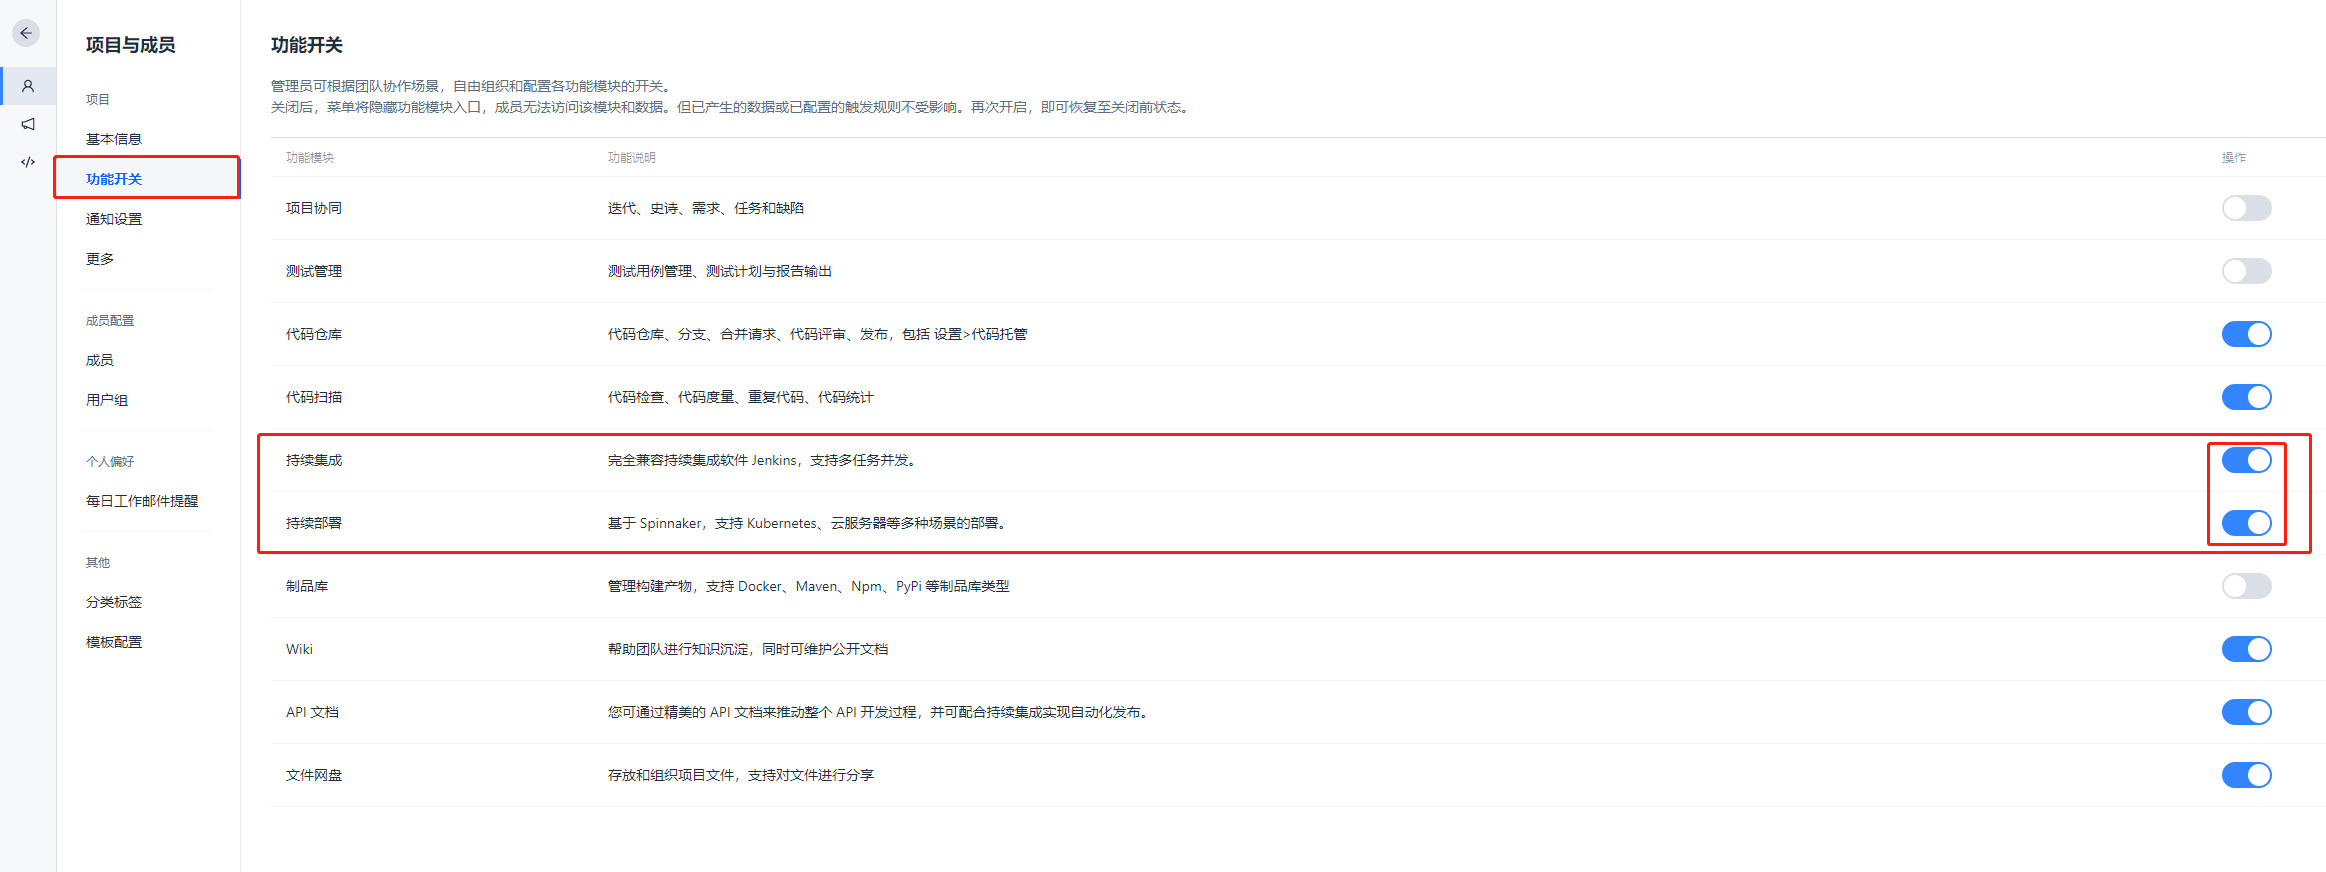 项目与成员
项目
基本信息
功能开关
通知设置
更多
成员配置
成员
用户组
个人偏好
每日工作邮件提醒
其他
分类标签
模板配置
功能开关
管理员可根据团队协作场景，自由组织和配置各功能模块的开关。
关闭后，菜单将隐藏功能模块入口，成员无法访问该模块和数据。但已产生的数据或已配置的触发规则不受影响。再次开启，即可恢复至关闭前状态。
功能模块 功能说明 操作
项目协同 迭代、史诗、需求、任务和缺陷
测试管理 测试用例管理、测试计划与报告输出
代码仓库 代码仓库、分支、合并请求、代码评审、发布，包括 设置>代码托管
代码扫描 代码检查、代码度量、重复代码、代码统计
持续集成 完全兼容持续集成软件 Jenkins，支持多任务并发。
持续部署 基于 Spinnaker，支持 Kubernetes、云服务器等多种场景的部署。
制品库 管理构建产物，支持 Docker、Maven、Npm、PyPi 等制品库类型
Wiki 帮助团队进行知识沉淀，同时可维护公开文档
API 文档 您可通过精美的 API 文档来推动整个 API 开发过程，并可配合持续集成实现自动化发布。
文件网盘 存放和组织项目文件，支持对文件进行分享